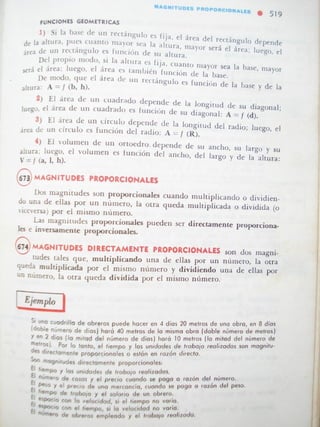 MAGNITUDES PROPORCIONALES • 519
FUNCIONES GEOMETRICAS
1) Si la base de un rectángulo es fija, el área del rectángulo depende
de la altura, pues cuanto mayor sea la altura, mayor será el área; luego, el
área de un rectángulo es función de su altura.
Del propio modo, si la altura es fija, cuanto mayor sea la base, mayor
será el área; luego, el área es también función de la base.
De modo, que el área de un rectángulo es función de la base y de la
altura: A = f (b, h).
2) El área de un cuadrado depende de la longitud de su diagonal;
luego, el área de un cuadrado es función de su diagonal: A = f (d).
3) El área de un círculo depende de la longitud del radio; luego, el
área de un círculo es función del radio: A = f (R).
4) El volumen de un ortoedro depende de su ancho, su largo y su
altura; luego, el volumen es función del ancho, del largo y de la altura:
V = f (a, l, h).
673 MAGNITUDES PROPORCIONALES
Dos magnitudes son proporcionales cuando multiplicando o dividien-
do una de ellas por un número, la otra queda multiplicada o dividida (o
viceversa) por el mismo número.
Las magnitudes proporcionales pueden ser directamente proporciona-
les e inversamente proporcionales.
674 MAGNITUDES DIRECTAMENTE PROPORCIONALES son dos magni-
tudes tales que, multiplicando una de ellas por un número, la otra
queda multiplicada por el mismo número y dividiendo una de ellas por
un número, la otra queda dividida por el mismo número.
Ejemplo
Si una cuadrilla de obreros puede hacer en 4 días 20 metros de una obra, en 8 días
(doble número de días) hará 40 metros de la misma obra (doble número de metros)
y en 2 días (la mitad del número de días) hará 10 metros (la mitad del número de
metros). Por lo tanto, el tiempo y las unidades de trabajo realizadas son magnitu-
des directamente proporcionales o están en razón directa.
Son magnitudes directamente proporcionales:
El tiempo y las unidades de trabajo realizadas.
El número de cosas y el precio cuando se paga a razón del número.
El peso y el precio de una mercancía, cuando se paga a razón del peso.
El tiempo de trabajo y el salario de un obrero.
El espacio con la velocidad, si el tiempo no varía.
El espacio con el tiempo, si la velocidad no varía.
El número de obreros empleado y el trabajo realizado.